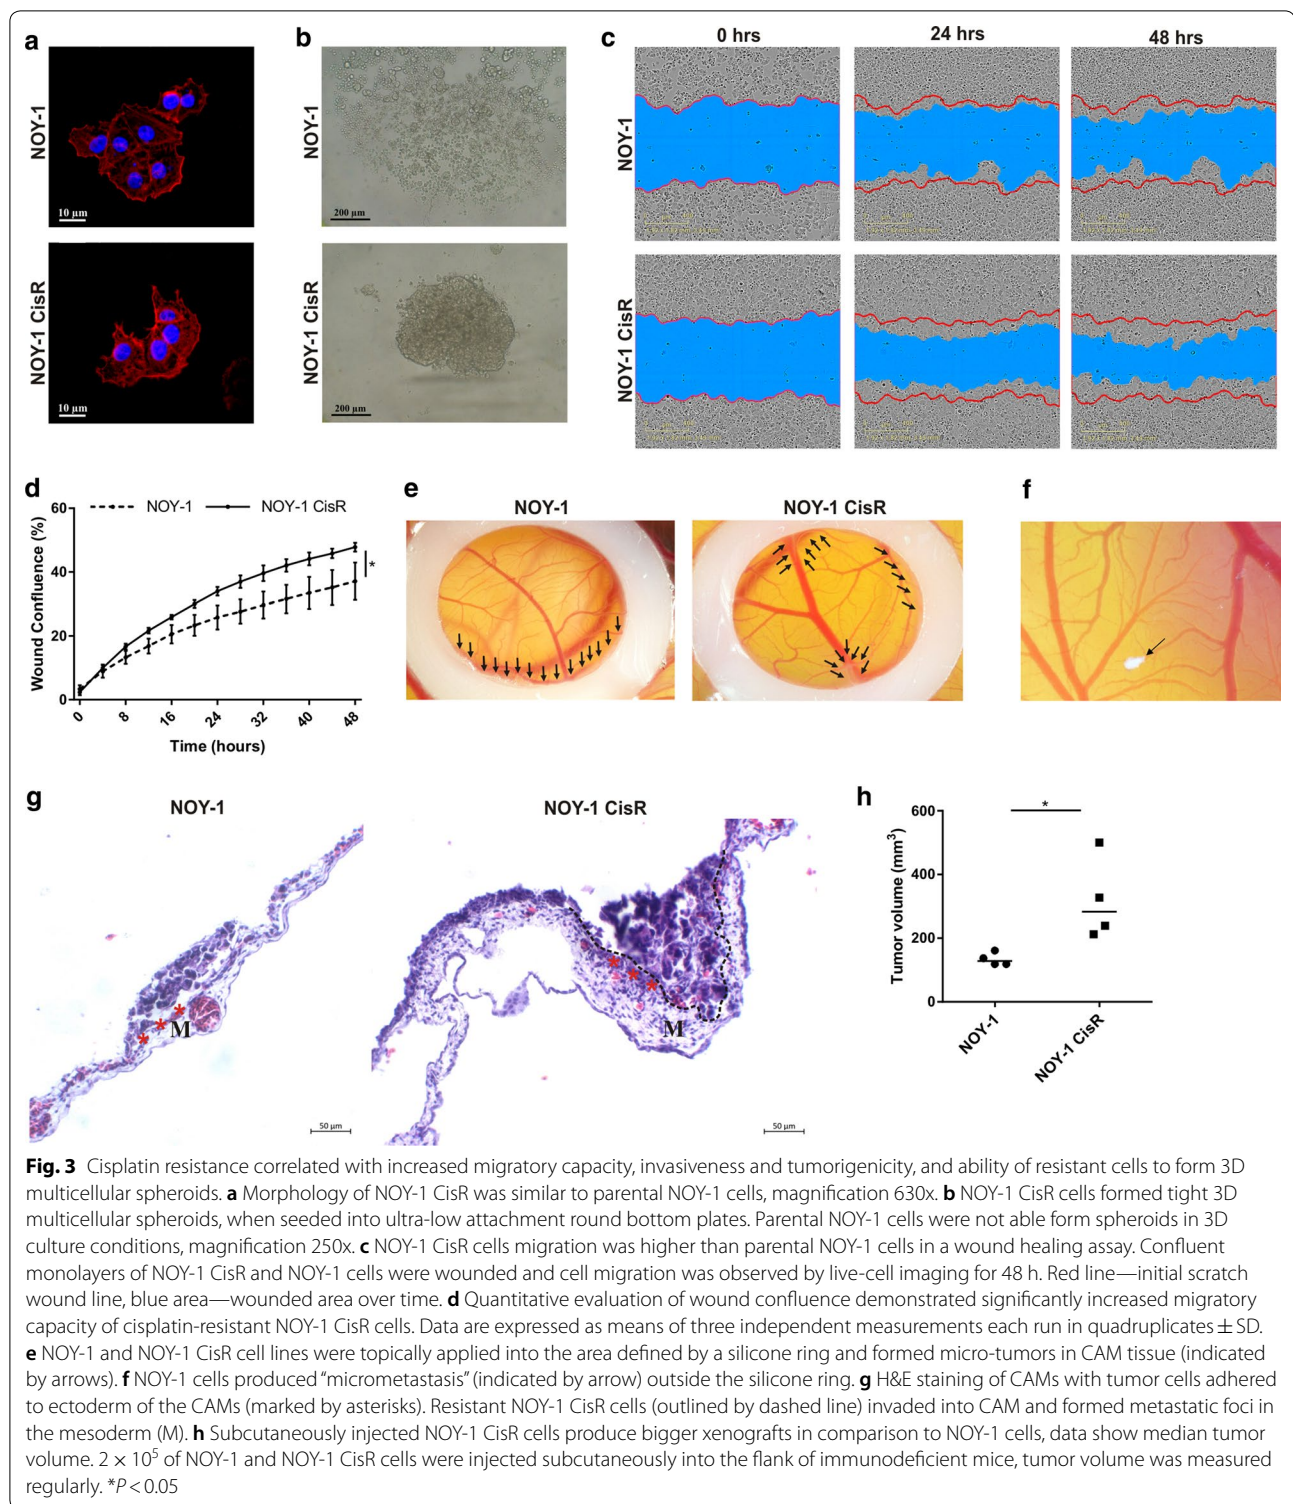 a
NOY-1
10 µm
NOY-1 CisR
10 µm
b
NOY-1
200 µm
NOY-1 CisR
200 µm
c
0 hrs
24 hrs
48 hrs
NOY-1
NOY-1 CisR
d
NOY-1
NOY-1 CisR
Wound Confluence (%)
60
40
20
0
*
0
8
16
24
32
40
48
Time (hours)
e
NOY-1
NOY-1 CisR
f
g
NOY-1
* * *
M
50 µm
NOY-1 CisR
* * *
M
50 µm
h
Tumor volume (mm³)
600
400
200
0
*
NOY-1
NOY-1 CisR
Fig. 3 Cisplatin resistance correlated with increased migratory capacity, invasiveness and tumorigenicity, and ability of resistant cells to form 3D
multicellular spheroids. a Morphology of NOY-1 CisR was similar to parental NOY-1 cells, magnification 630x. b NOY-1 CisR cells formed tight 3D
multicellular spheroids, when seeded into ultra-low attachment round bottom plates. Parental NOY-1 cells were not able form spheroids in 3D
culture conditions, magnification 250x. c NOY-1 CisR cells migration was higher than parental NOY-1 cells in a wound healing assay. Confluent
monolayers of NOY-1 CisR and NOY-1 cells were wounded and cell migration was observed by live-cell imaging for 48 h. Red line—initial scratch
wound line, blue area—wounded area over time. d Quantitative evaluation of wound confluence demonstrated significantly increased migratory
capacity of cisplatin-resistant NOY-1 CisR cells. Data are expressed as means of three independent measurements each run in quadruplicates ± SD.
e NOY-1 and NOY-1 CisR cell lines were topically applied into the area defined by a silicone ring and formed micro-tumors in CAM tissue (indicated
by arrows). f NOY-1 cells produced “micrometastasis” (indicated by arrow) outside the silicone ring. g H&E staining of CAMs with tumor cells adhered
to ectoderm of the CAMs (marked by asterisks). Resistant NOY-1 CisR cells (outlined by dashed line) invaded into CAM and formed metastatic foci in
the mesoderm (M). h Subcutaneously injected NOY-1 CisR cells produce bigger xenografts in comparison to NOY-1 cells, data show median tumor
volume. 2 × 10⁵ of NOY-1 and NOY-1 CisR cells were injected subcutaneously into the flank of immunodeficient mice, tumor volume was measured
regularly. *P < 0.05